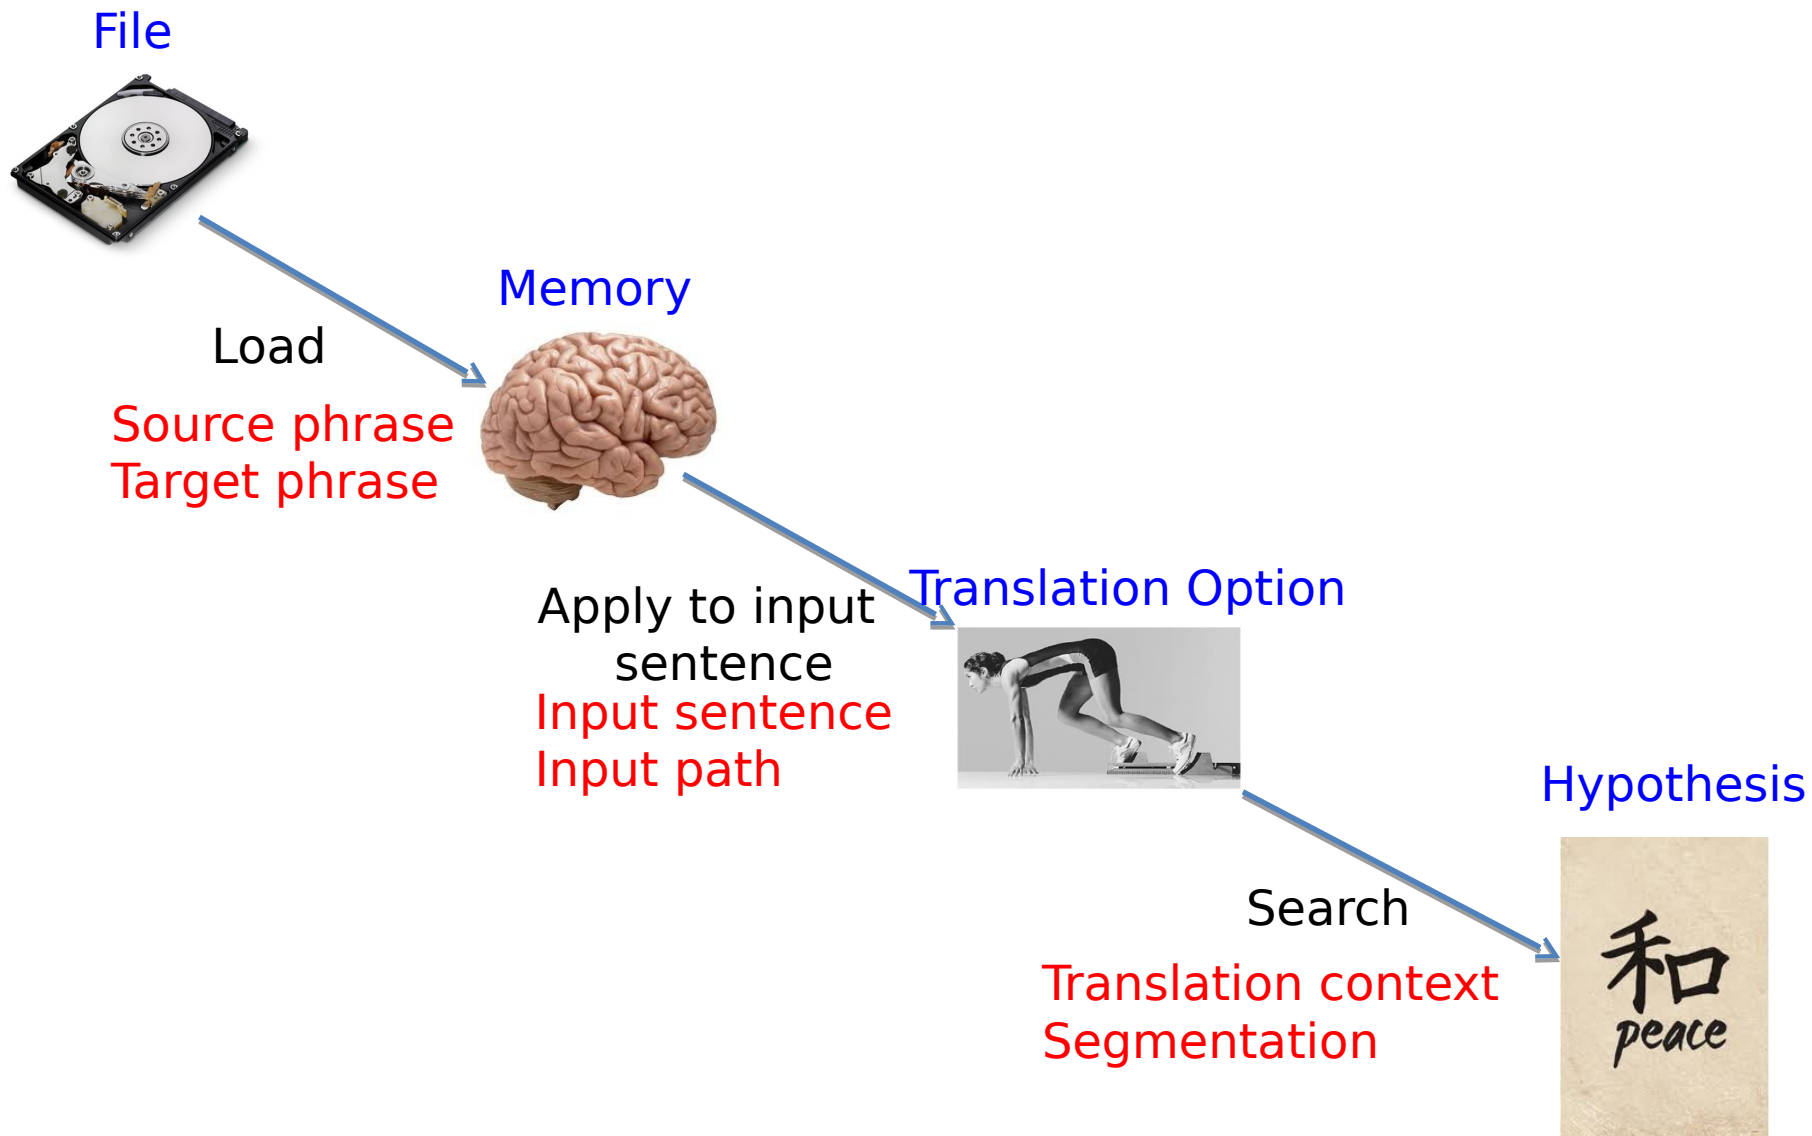 File
Memory
Load
Source phrase
Target phrase
Translation Option
Apply to input
sentence
Input sentence
Input path
Hypothesis
Search
Translation context
Segmentation
和
peace